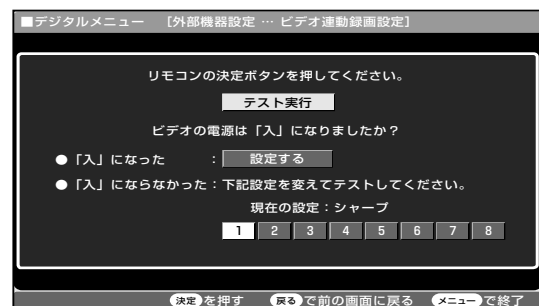 ■デジタルメニュー [外部機器設定 … ビデオ連動録画設定]
リモコンの決定ボタンを押してください。
テスト実行
ビデオの電源は「入」になりましたか？
●「入」になった ：設定する
●「入」にならなかった：下記設定を変えてテストしてください。
現在の設定：シャープ
1 2 3 4 5 6 7 8
決定を押す 戻るで前の画面に戻る メニューで終了